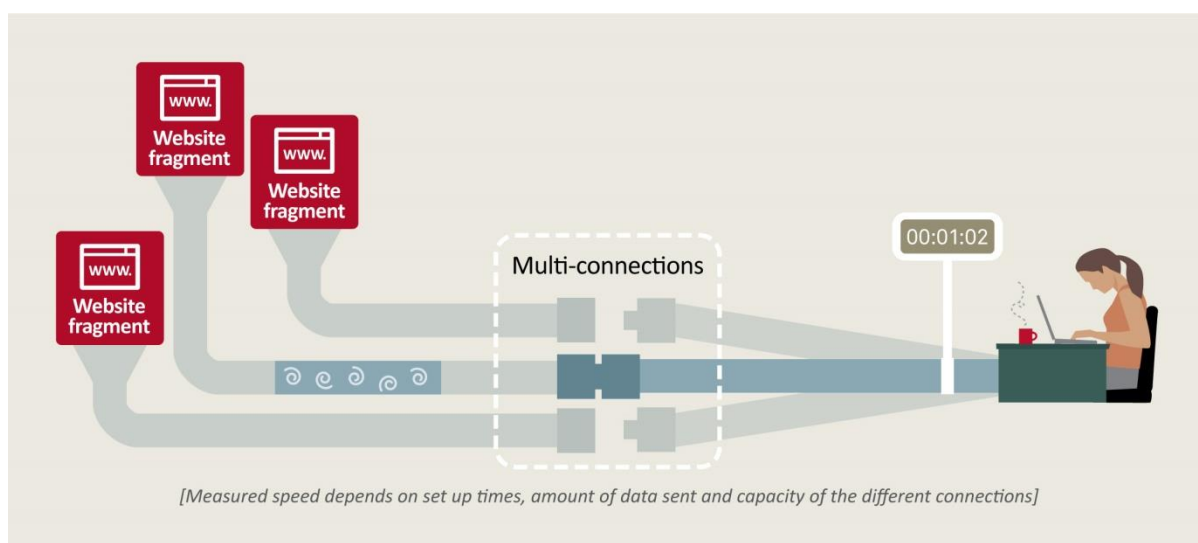 www.
Website
fragment
www.
Website
fragment
www.
Website
fragment
Multi-connections
00:01:02
[Measured speed depends on set up times, amount of data sent and capacity of the different connections]